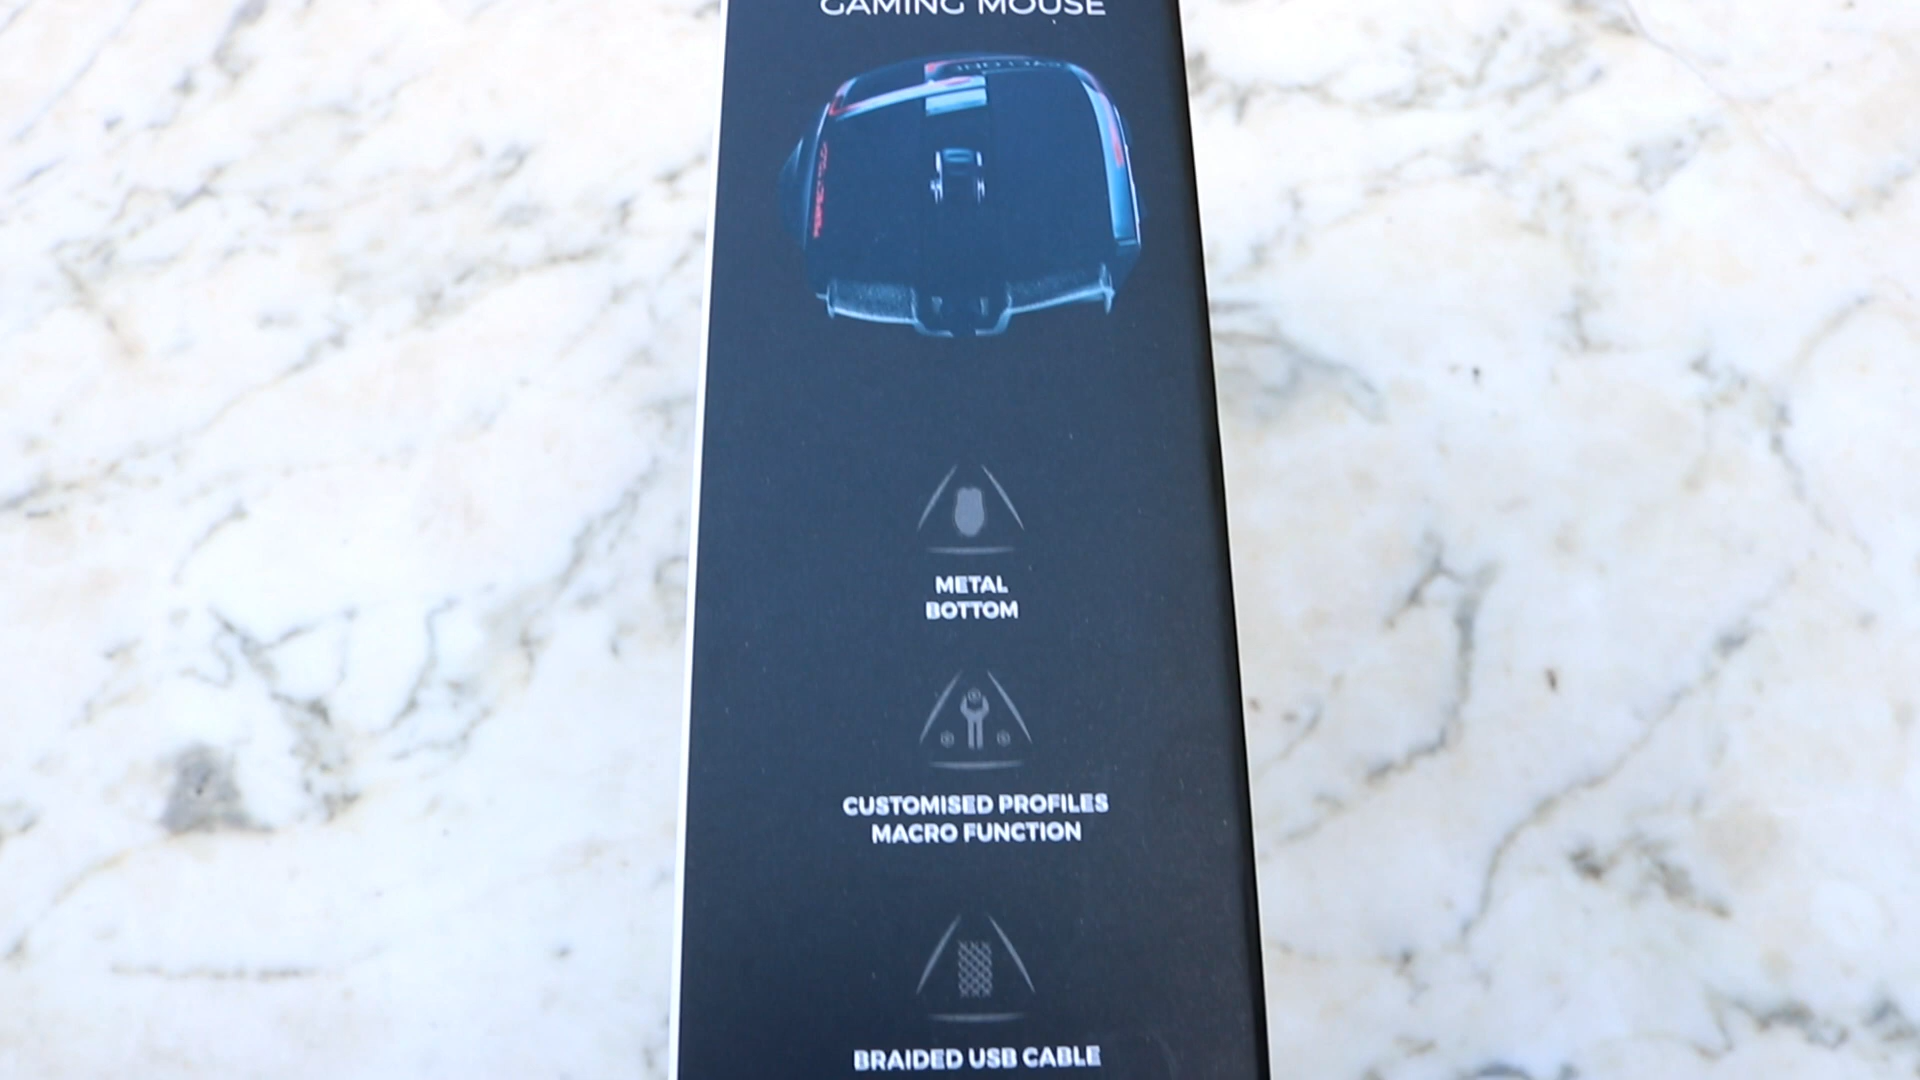 GAMING MOUSE
METAL
BOTTOM
CUSTOMISED PROFILES
MACRO FUNCTION
BRAIDED USB CABLE